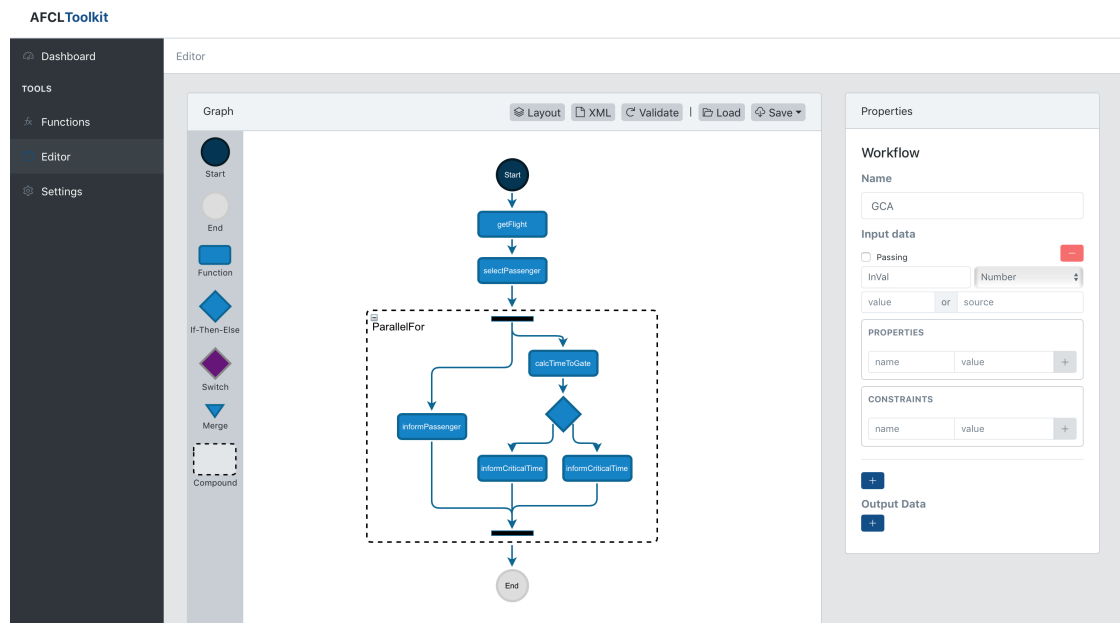 AFCLToolkit
Dashboard
TOOLS
fx Functions
Editor
Settings
Editor
Graph
Layout
XML
Validate
|
Load
Save
Start
End
Function
If-Then-Else
Switch
Merge
Compound
Start
getFlight
selectPassenger
ParallelFor
calcTimeToGate
informPassenger
informCriticalTime
informCriticalTime
End
Properties
Workflow
Name
GCA
Input data
Passing
−
InVal
Number
value or source
PROPERTIES
name value +
CONSTRAINTS
name value +
+
Output Data
+